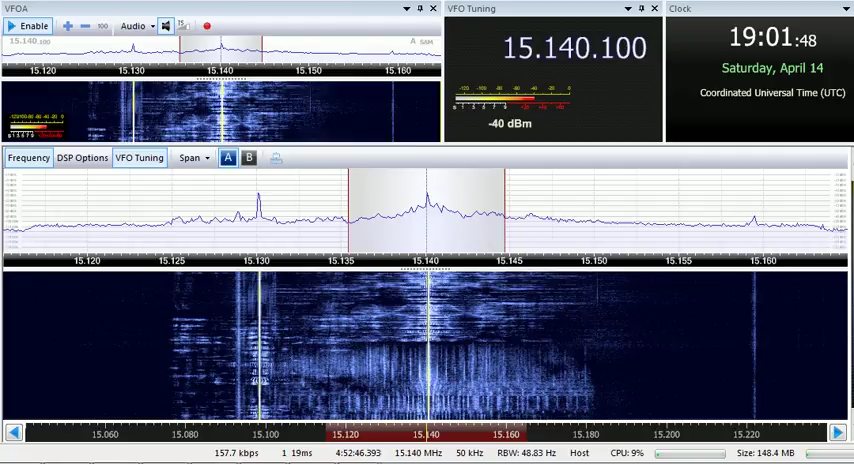 VFOA
Enable
100
Audio
15.140.100
A SAM
15.120 15.130 15.140 15.150 15.160
VFO Tuning
15.140.100
-40 dBm
Clock
19:01:48
Saturday, April 14
Coordinated Universal Time (UTC)
Frequency DSP Options VFO Tuning Span A B
15.120 15.125 15.130 15.135 15.140 15.145 15.150 15.155 15.160
15.060 15.080 15.100 15.120 15.140 15.160 15.180 15.200 15.220
157.7 kbps 1 19ms 4:52:46.393 15.140 MHz 50 kHz RBW: 48.83 Hz Host CPU: 9% Size: 148.4 MB